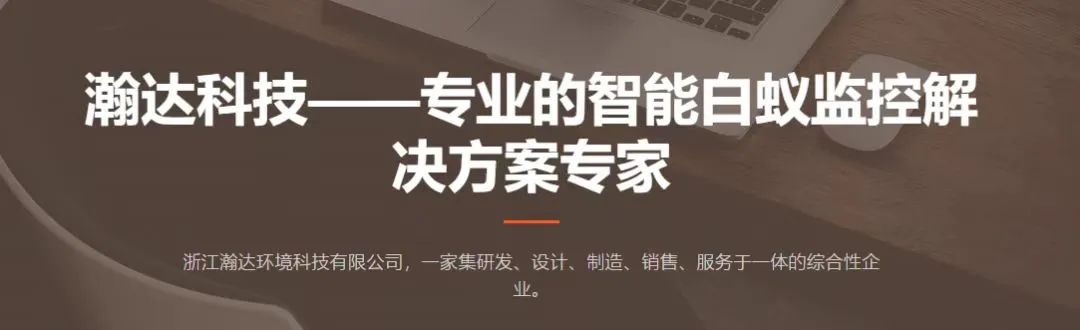 瀚达科技——专业的智能白蚁监控解
决方案专家
浙江瀚达环境科技有限公司，一家集研发、设计、制造、销售、服务于一体的综合性企
业。